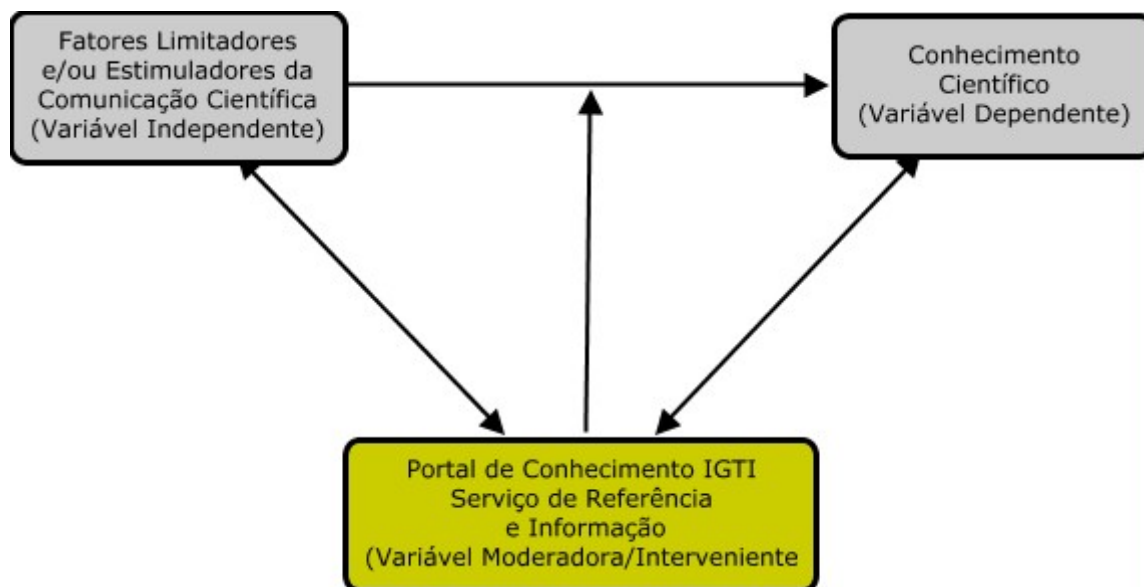 Fatores Limitadores
e/ou Estimuladores da
Comunicação Científica
(Variável Independente)
Conhecimento
Científico
(Variável Dependente)
Portal de Conhecimento IGTI
Serviço de Referência
e Informação
(Variável Moderadora/Interveniente